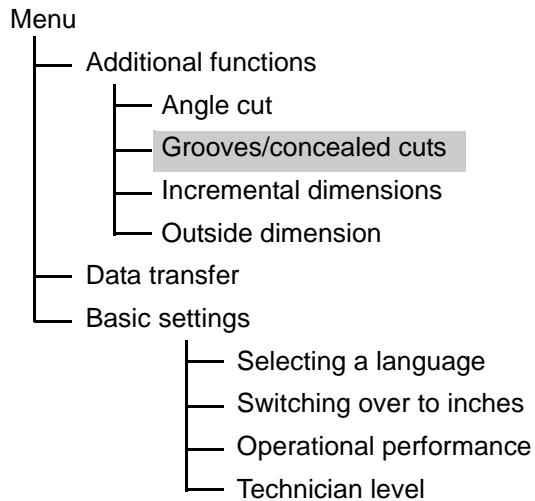 Menu
Additional functions
Angle cut
Grooves/concealed cuts
Incremental dimensions
Outside dimension
Data transfer
Basic settings
Selecting a language
Switching over to inches
Operational performance
Technician level